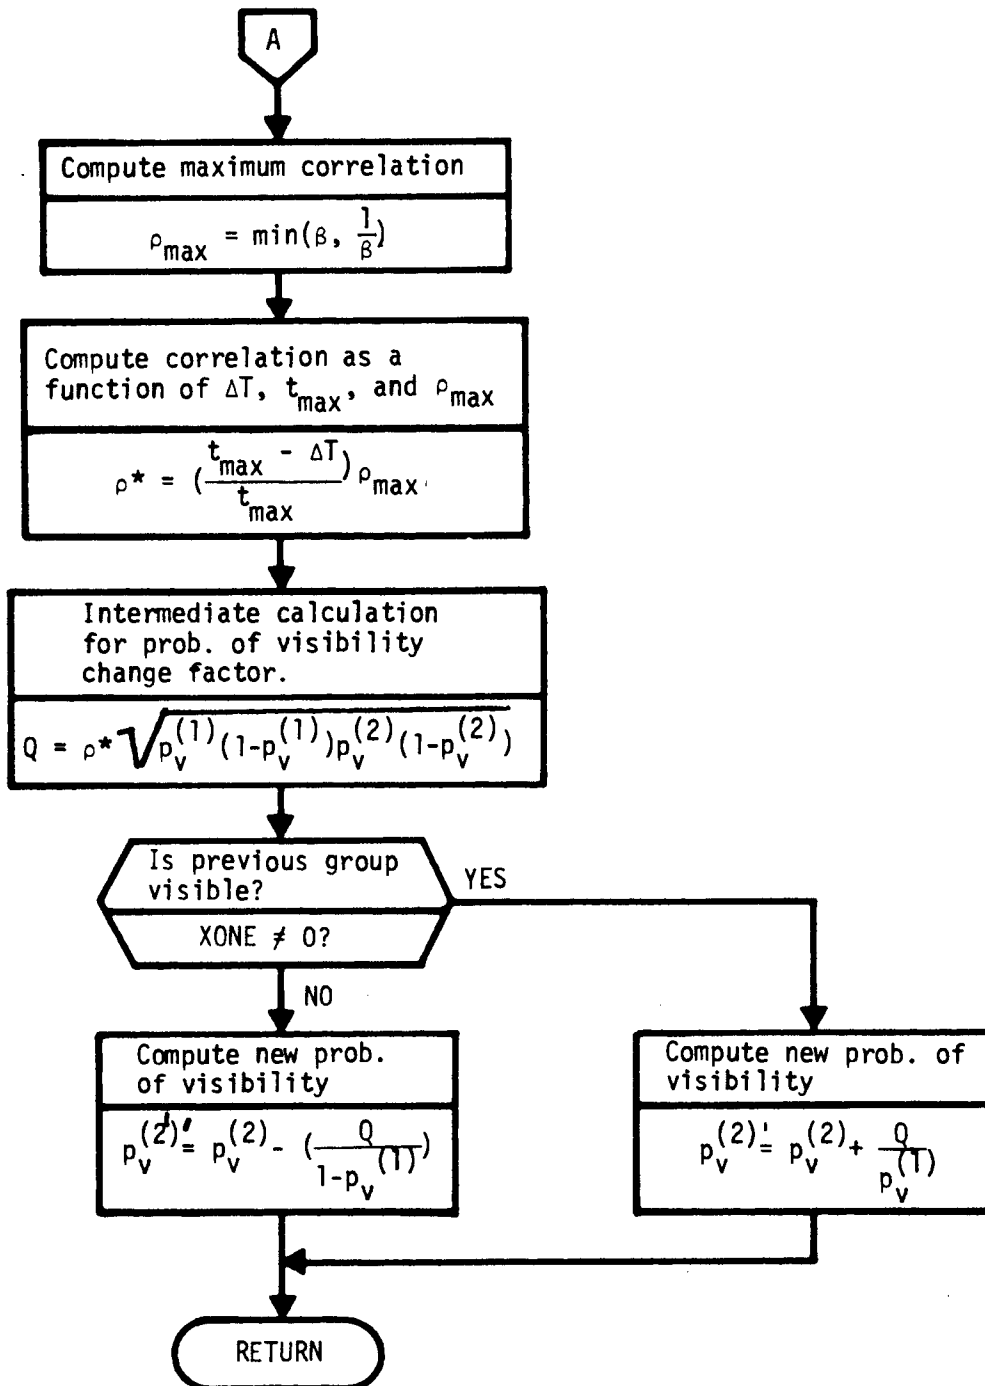 A
Compute maximum correlation
ρmax = min(β, 1/β)
Compute correlation as a
function of ΔT, tmax, and ρmax
ρ* = (tmax - ΔT / tmax) ρmax
Intermediate calculation
for prob. of visibility
change factor.
Q = ρ* √pv(1)(1-pv(1))pv(2)(1-pv(2))
Is previous group
visible?
YES
XONE ≠ 0?
NO
Compute new prob.
of visibility
pv(2)' = pv(2) - (Q / 1-pv(1))
Compute new prob. of
visibility
pv(2)' = pv(2) + Q / pv(1)
RETURN